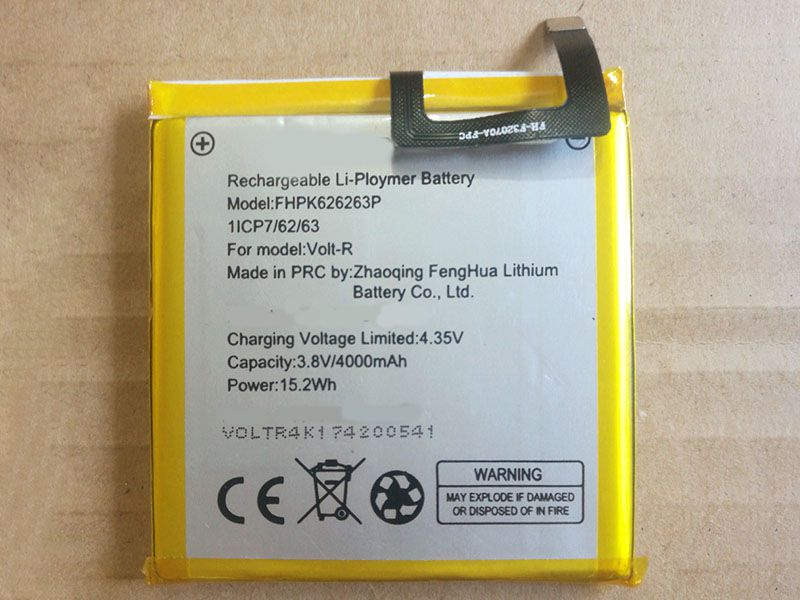 FH-F32070A-FPC
Rechargeable Li-Ploymer Battery
Model:FHPK626263P
1ICP7/62/63
For model:Volt-R
Made in PRC by:Zhaoqing FengHua Lithium
Battery Co., Ltd.
Charging Voltage Limited:4.35V
Capacity:3.8V/4000mAh
Power:15.2Wh
VOLTR4K174200541
CE
WARNING
MAY EXPLODE IF DAMAGED
OR DISPOSED OF IN FIRE